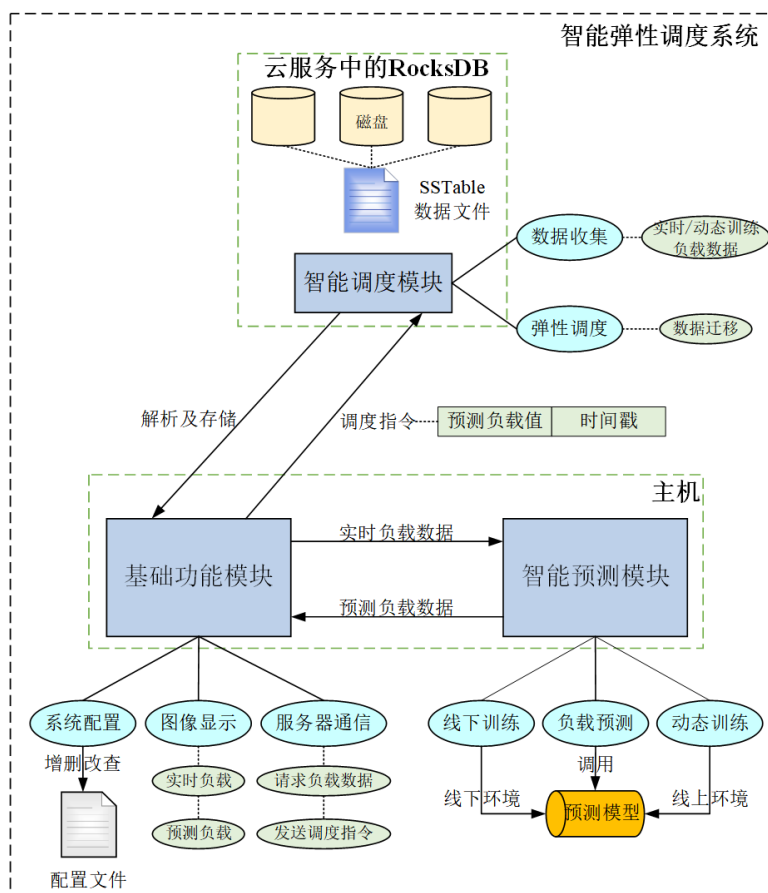 智能弹性调度系统
云服务中的RocksDB
磁盘
SSTable
数据文件
数据收集
实时/动态训练
负载数据
智能调度模块
弹性调度
数据迁移
解析及存储
调度指令
预测负载值
时间戳
主机
基础功能模块
实时负载数据
智能预测模块
预测负载数据
系统配置
图像显示
服务器通信
线下训练
负载预测
动态训练
增删改查
实时负载
请求负载数据
调用
线下环境
线上环境
预测模型
预测负载
发送调度指令
配置文件